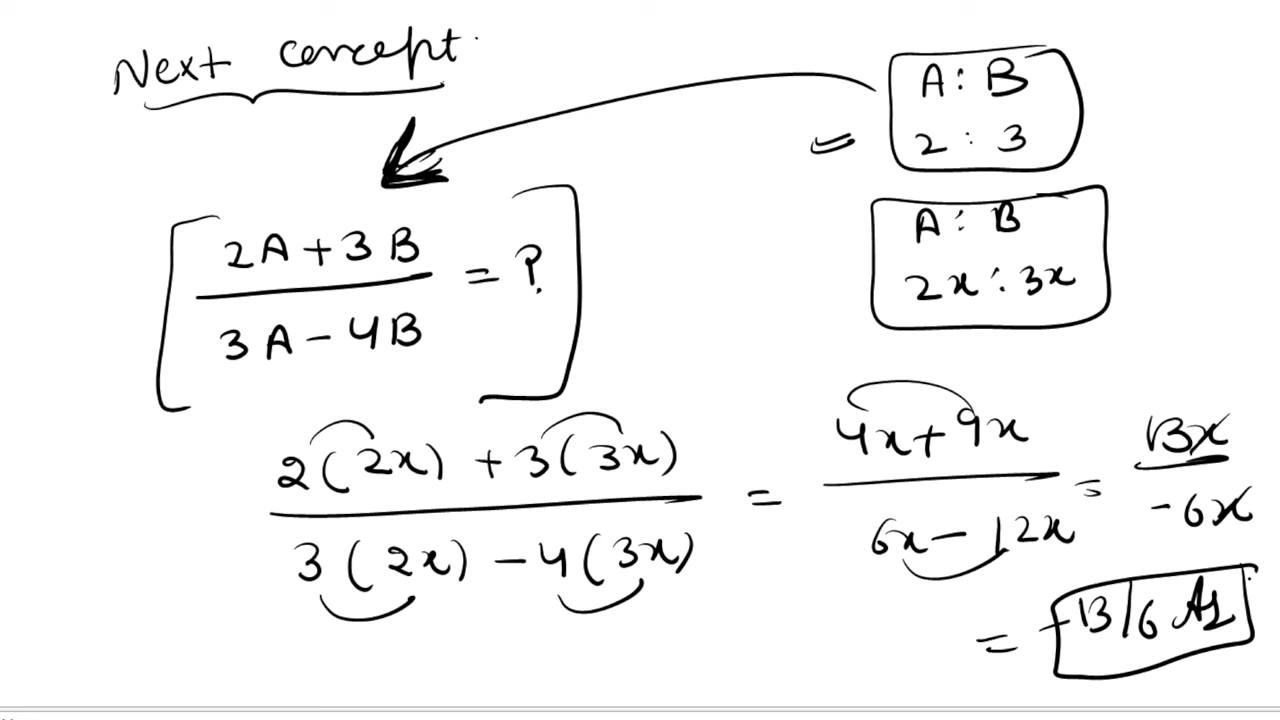 Next concept.
A : B
2 : 3
A : B
2x : 3x
2A + 3B
3A - 4B
= ?
2(2x) + 3(3x)
3(2x) - 4(3x)
=
4x + 9x
6x - 12x
=
13x
-6x
= -13/6